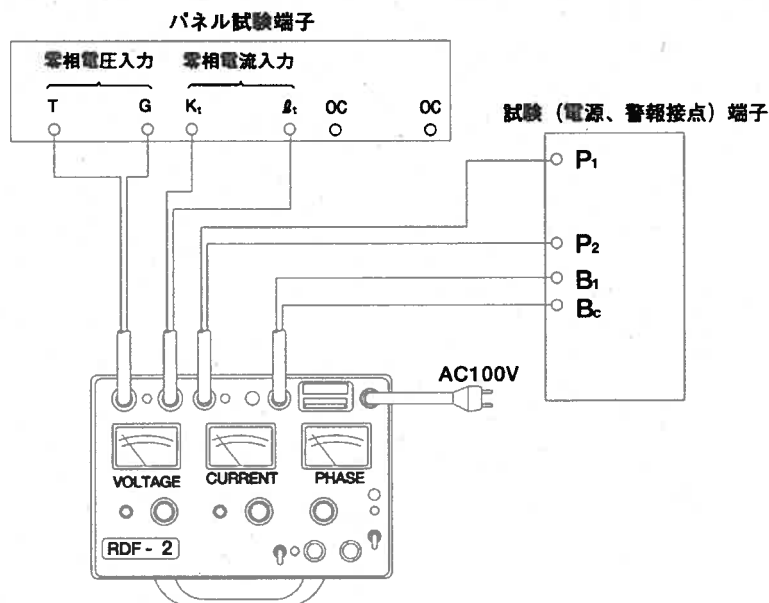 パネル試験端子
零相電圧入力 零相電流入力
T G Kt ℓt OC OC
試験（電源、警報接点）端子
P1
P2
B1
Bc
AC100V
VOLTAGE CURRENT PHASE
RDF-2